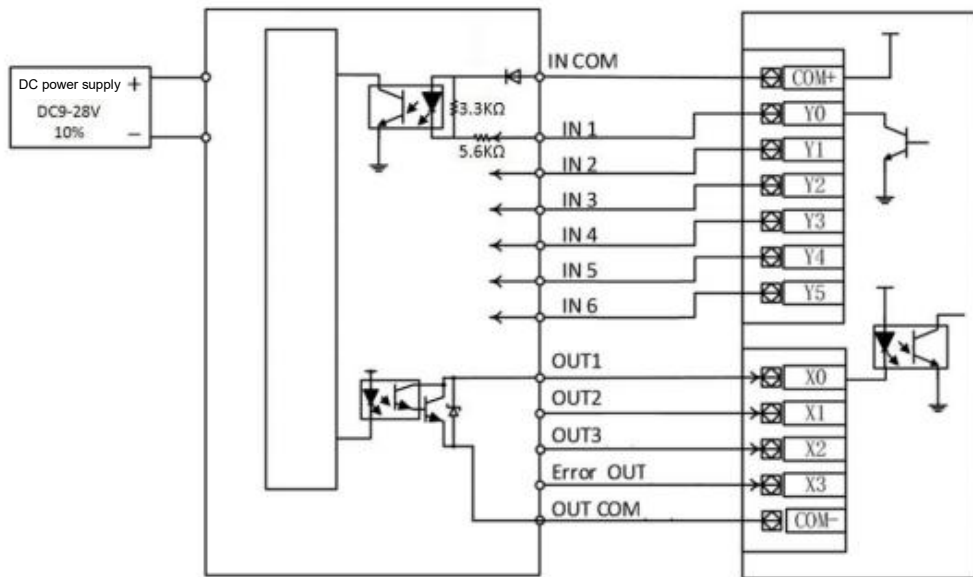 DC power supply +
DC9-28V
10%
−
3.3KΩ
5.6KΩ
IN COM
IN 1
IN 2
IN 3
IN 4
IN 5
IN 6
OUT1
OUT2
OUT3
Error OUT
OUT COM
COM+
Y0
Y1
Y2
Y3
Y4
Y5
X0
X1
X2
X3
COM-